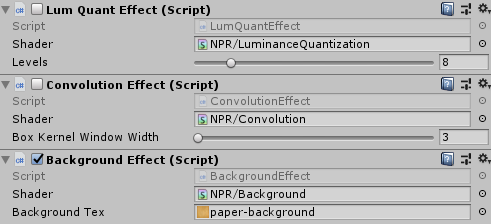 Lum Quant Effect (Script)
Script LumQuantEffect
Shader NPR/LuminanceQuantization
Levels 8
Convolution Effect (Script)
Script ConvolutionEffect
Shader NPR/Convolution
Box Kernel Window Width 3
Background Effect (Script)
Script BackgroundEffect
Shader NPR/Background
Background Tex paper-background